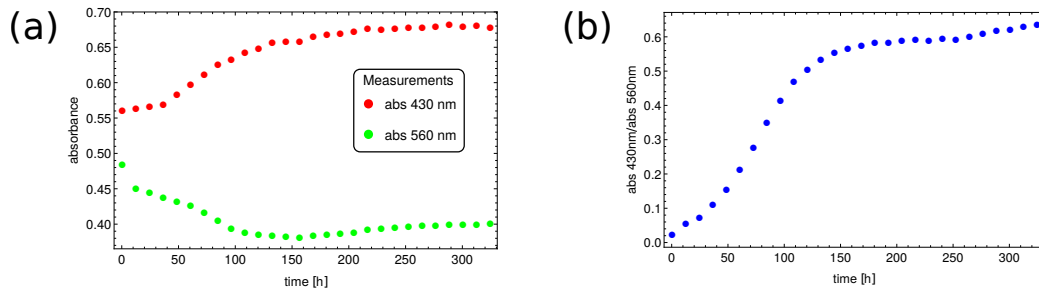 (a)
0.70
0.65
0.60
0.55
0.50
0.45
0.40
absorbance
Measurements
abs 430 nm
abs 560 nm
0 50 100 150 200 250 300
time [h]
(b)
0.6
0.5
0.4
0.3
0.2
0.1
0.0
abs 430nm/abs 560nm
0 50 100 150 200 250 300
time [h]